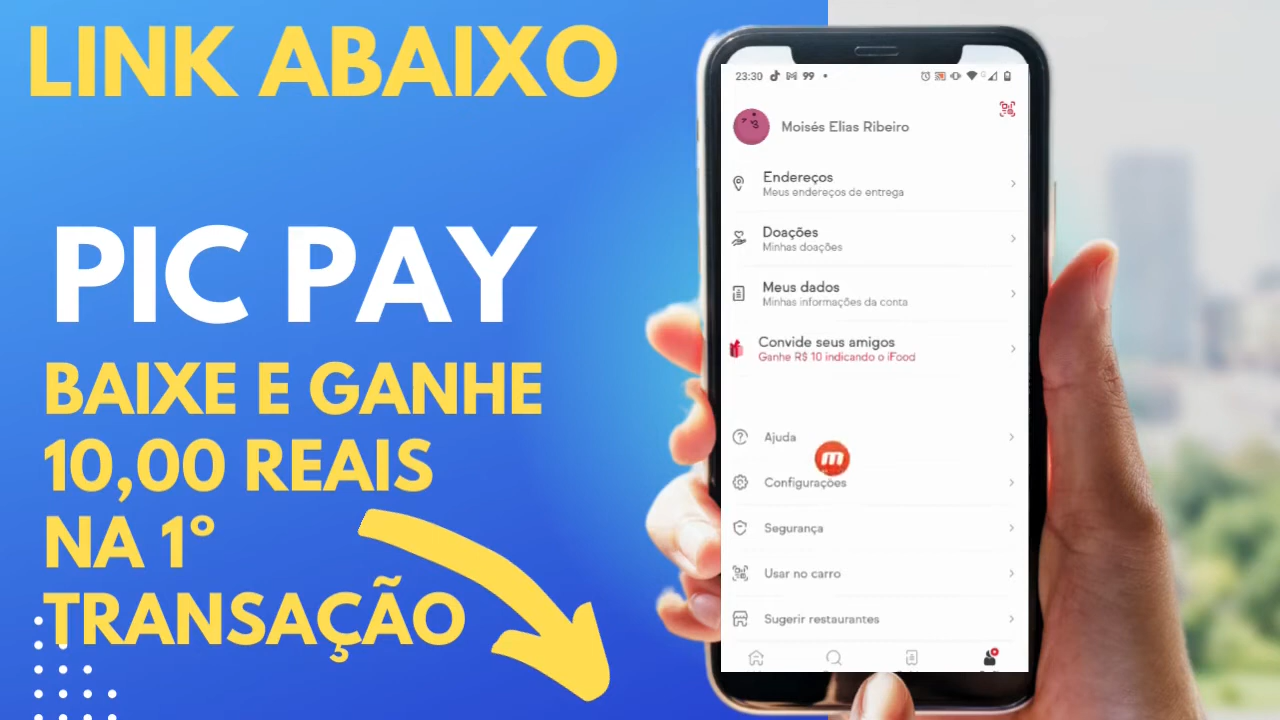 LINK ABAIXO
PIC PAY
BAIXE E GANHE
10,00 REAIS
NA 1º
TRANSAÇÃO
23:30 99
Moisés Elias Ribeiro
Endereços
Meus endereços de entrega
Doações
Minhas doações
Meus dados
Minhas informações da conta
Convide seus amigos
Ganhe R$ 10 indicando o iFood
Ajuda
m
Configurações
Segurança
Usar no carro
Sugerir restaurantes